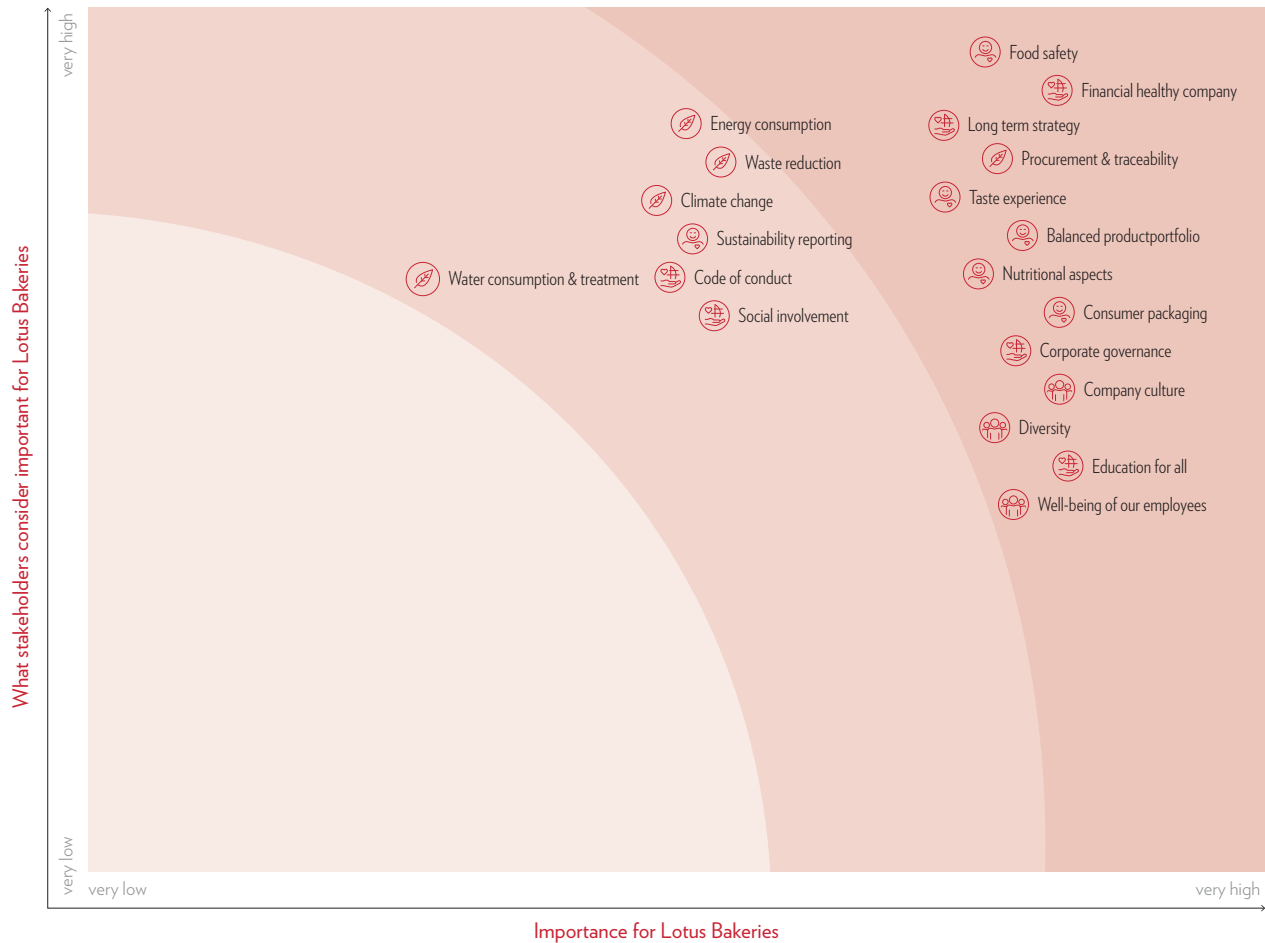 What stakeholders consider important for Lotus Bakeries
very high
very low
Food safety
Financial healthy company
Energy consumption
Long term strategy
Waste reduction
Procurement & traceability
Climate change
Taste experience
Sustainability reporting
Balanced productportfolio
Water consumption & treatment
Code of conduct
Nutritional aspects
Social involvement
Consumer packaging
Corporate governance
Company culture
Diversity
Education for all
Well-being of our employees
very low
very high
Importance for Lotus Bakeries